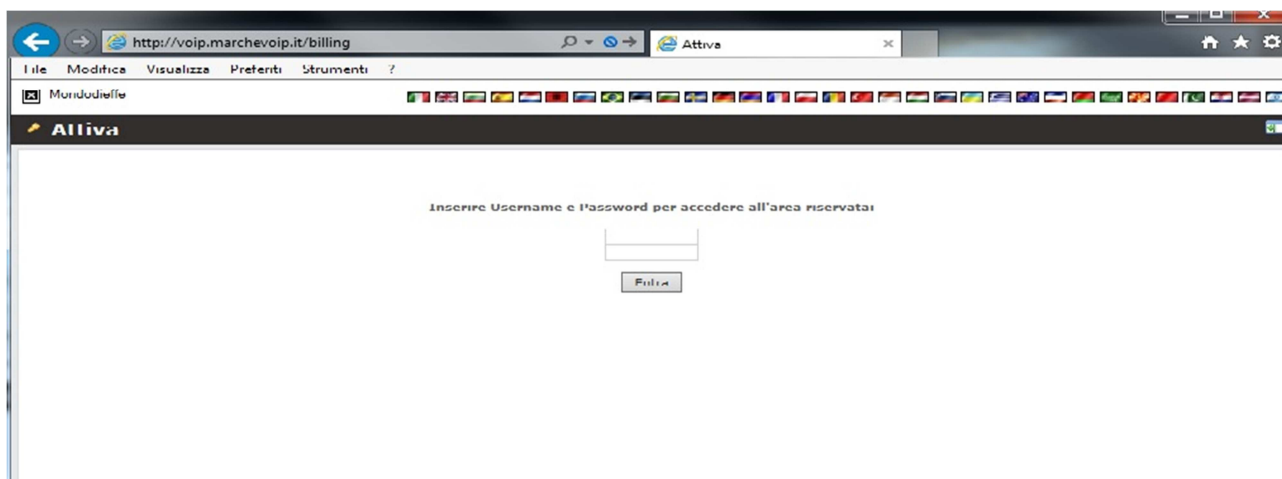 http://voip.marchevoip.it/billing
Attiva
File Modifica Visualizza Preferiti Strumenti ?
Mondodieffe
Attiva
Inserire Username e Password per accedere all'area riservata!
Entra